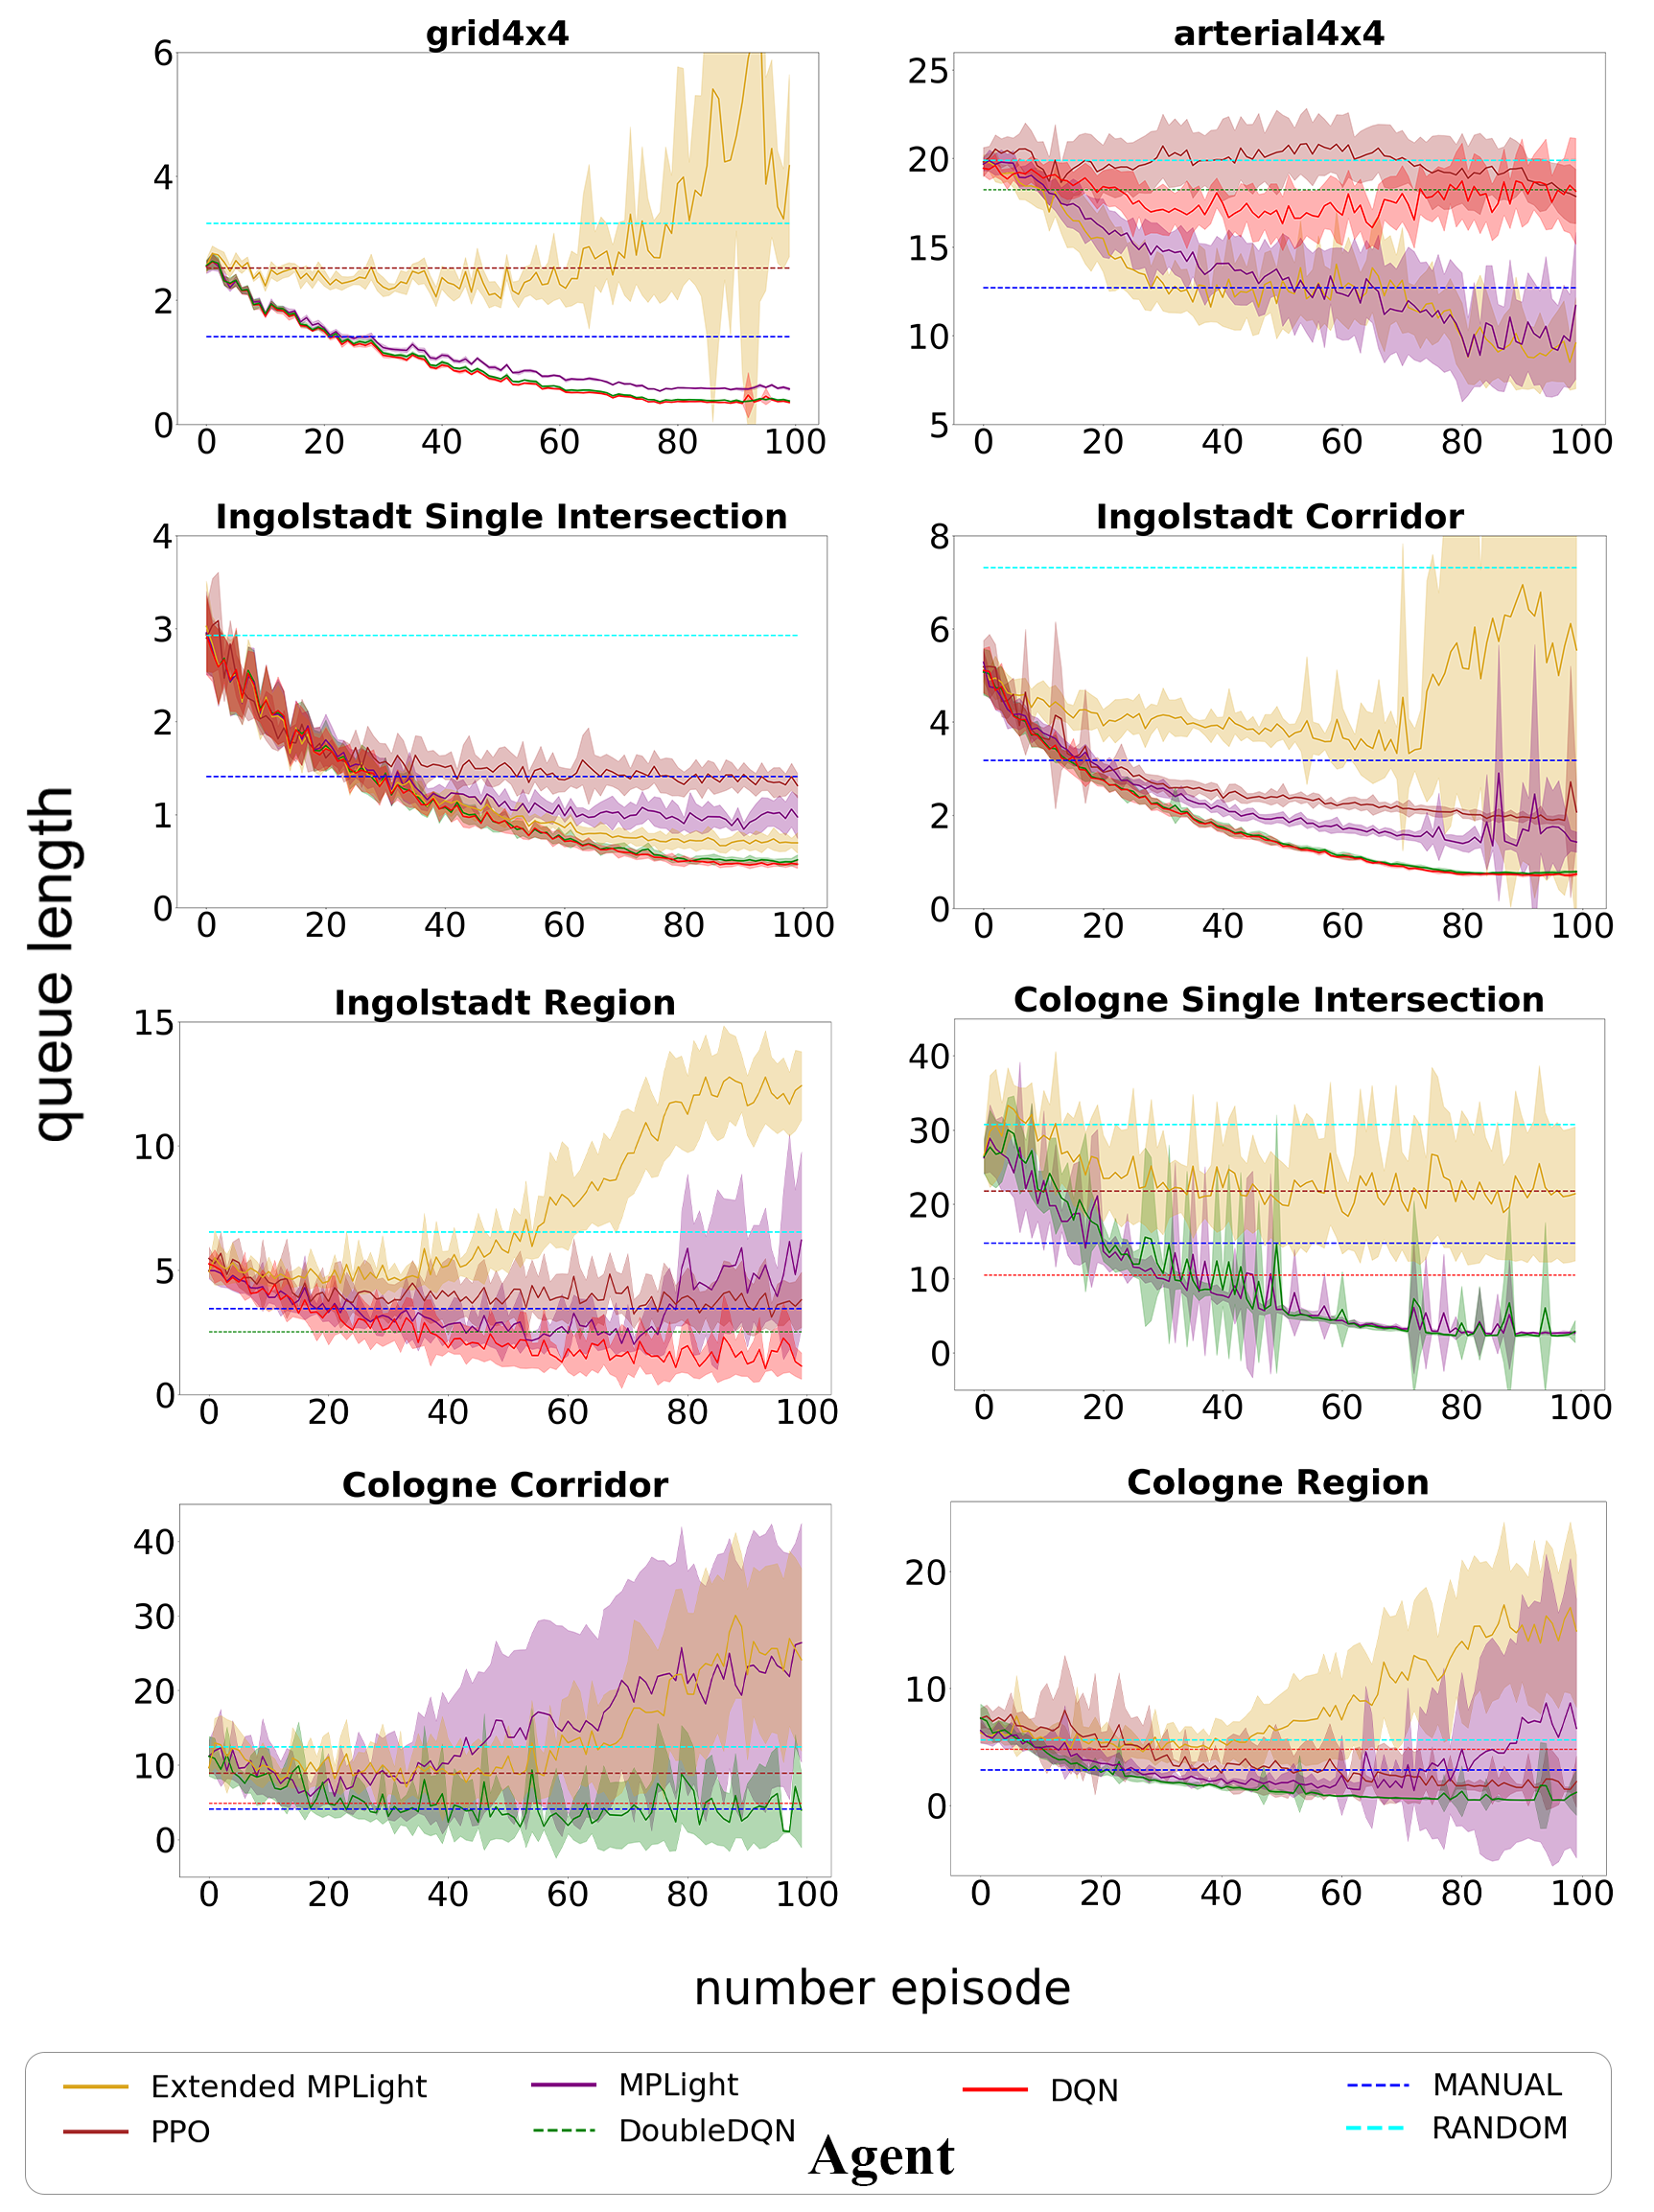 grid4x4
6
4
2
0
0 20 40 60 80 100
arterial4x4
25
20
15
10
5
0 20 40 60 80 100
Ingolstadt Single Intersection
4
3
2
1
0
0 20 40 60 80 100
Ingolstadt Corridor
8
6
4
2
0
0 20 40 60 80 100
queue length
Ingolstadt Region
15
10
5
0
0 20 40 60 80 100
Cologne Single Intersection
40
30
20
10
0
0 20 40 60 80 100
Cologne Corridor
40
30
20
10
0
0 20 40 60 80 100
Cologne Region
20
10
0
0 20 40 60 80 100
number episode
Extended MPLight MPLight DQN MANUAL
PPO DoubleDQN RANDOM
Agent